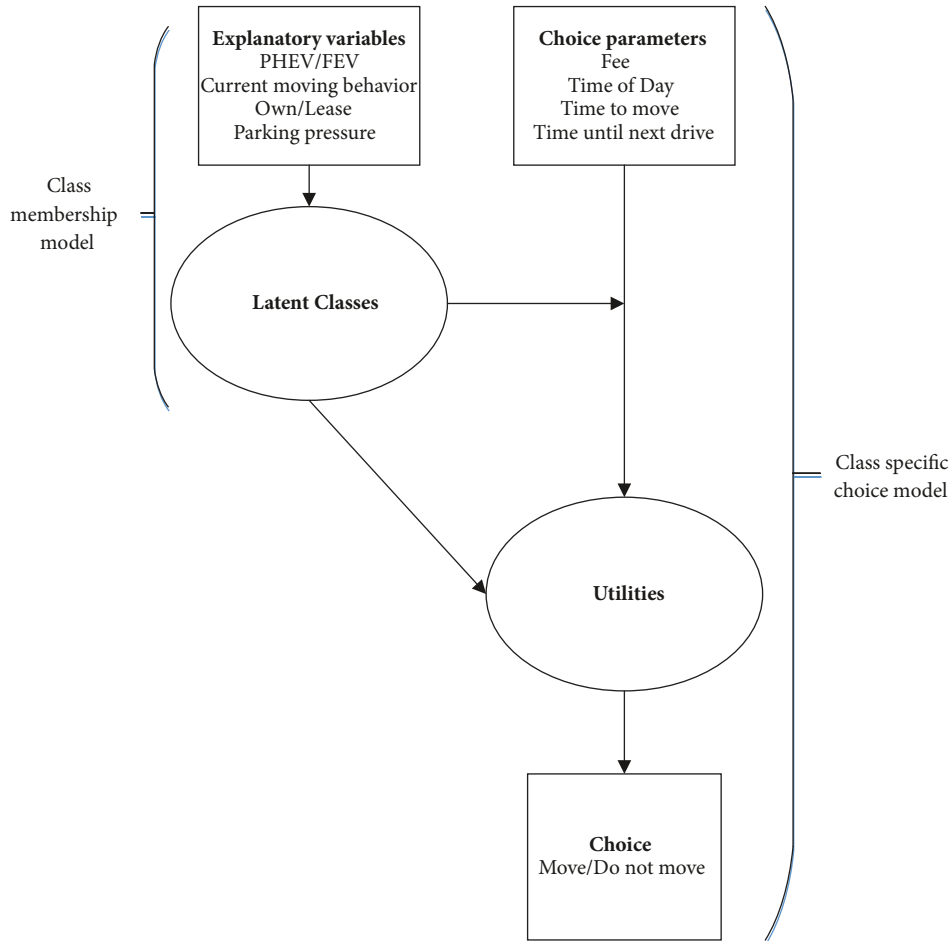 Explanatory variables
PHEV/FEV
Current moving behavior
Own/Lease
Parking pressure
Choice parameters
Fee
Time of Day
Time to move
Time until next drive
Class
membership
model
Latent Classes
Class specific
choice model
Utilities
Choice
Move/Do not move